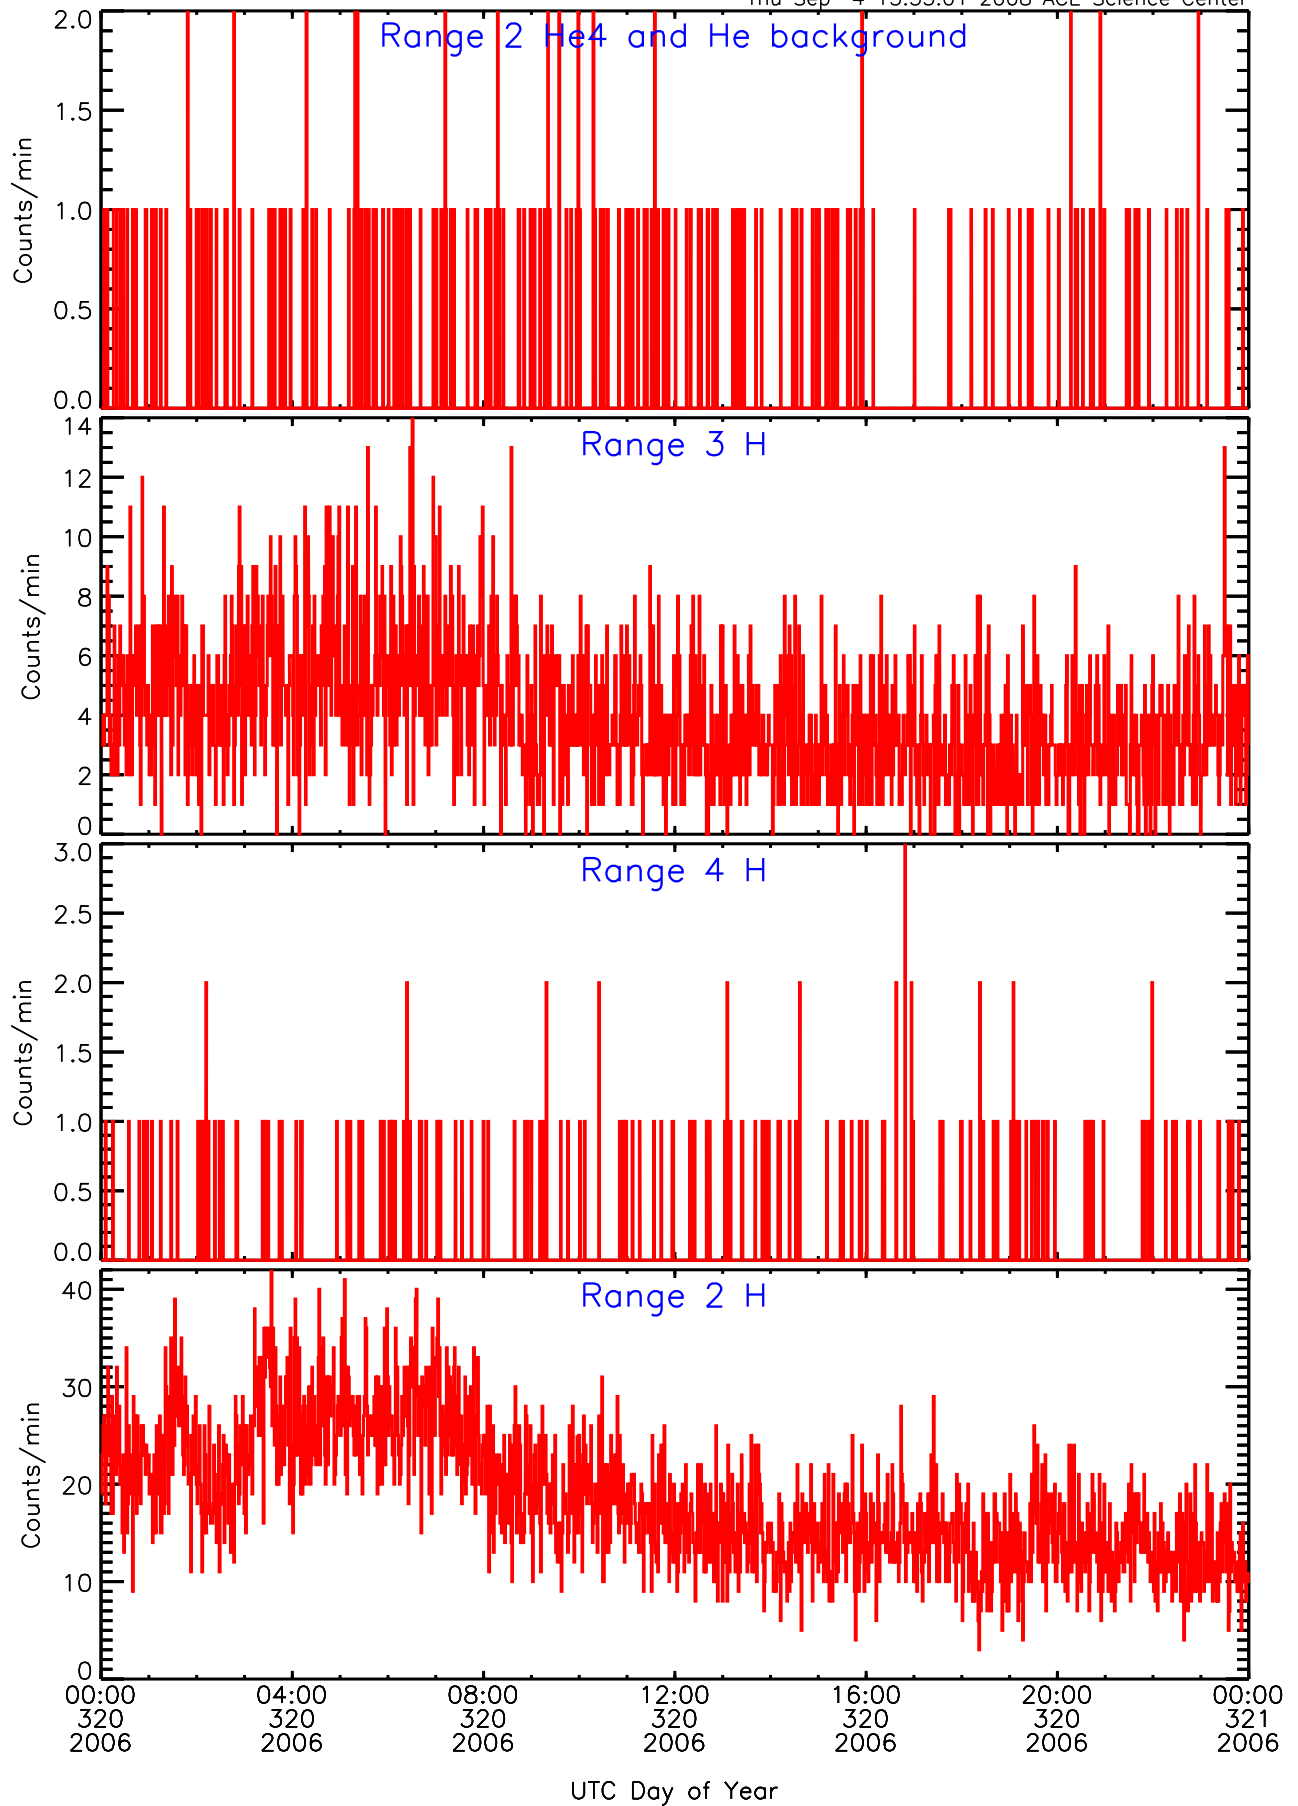 Range 2 He4 and He background
2.0
1.5
1.0
0.5
0.0
Counts/min
Range 3 H
14
12
10
8
6
4
2
0
Counts/min
Range 4 H
3.0
2.5
2.0
1.5
1.0
0.5
0.0
Counts/min
Range 2 H
40
30
20
10
0
Counts/min
00:00 04:00 08:00 12:00 16:00 20:00 00:00
320 320 320 320 320 320 321
2006 2006 2006 2006 2006 2006 2006
UTC Day of Year